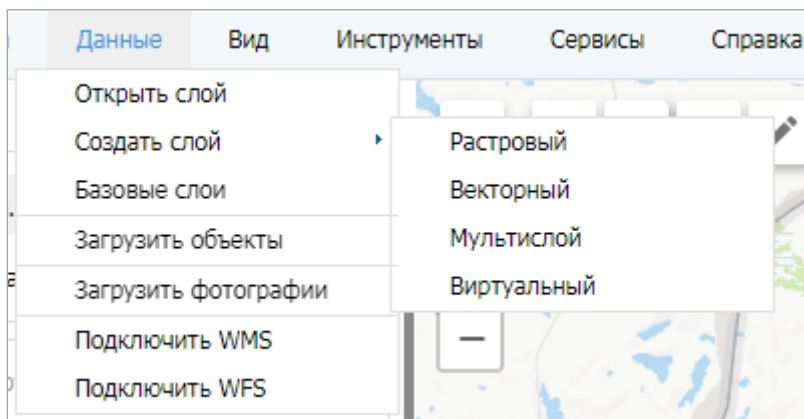 Данные Вид Инструменты Сервисы Справка
Открыть слой
Создать слой
Базовые слои
Загрузить объекты
Загрузить фотографии
Подключить WMS
Подключить WFS
Растровый
Векторный
Мультислой
Виртуальный